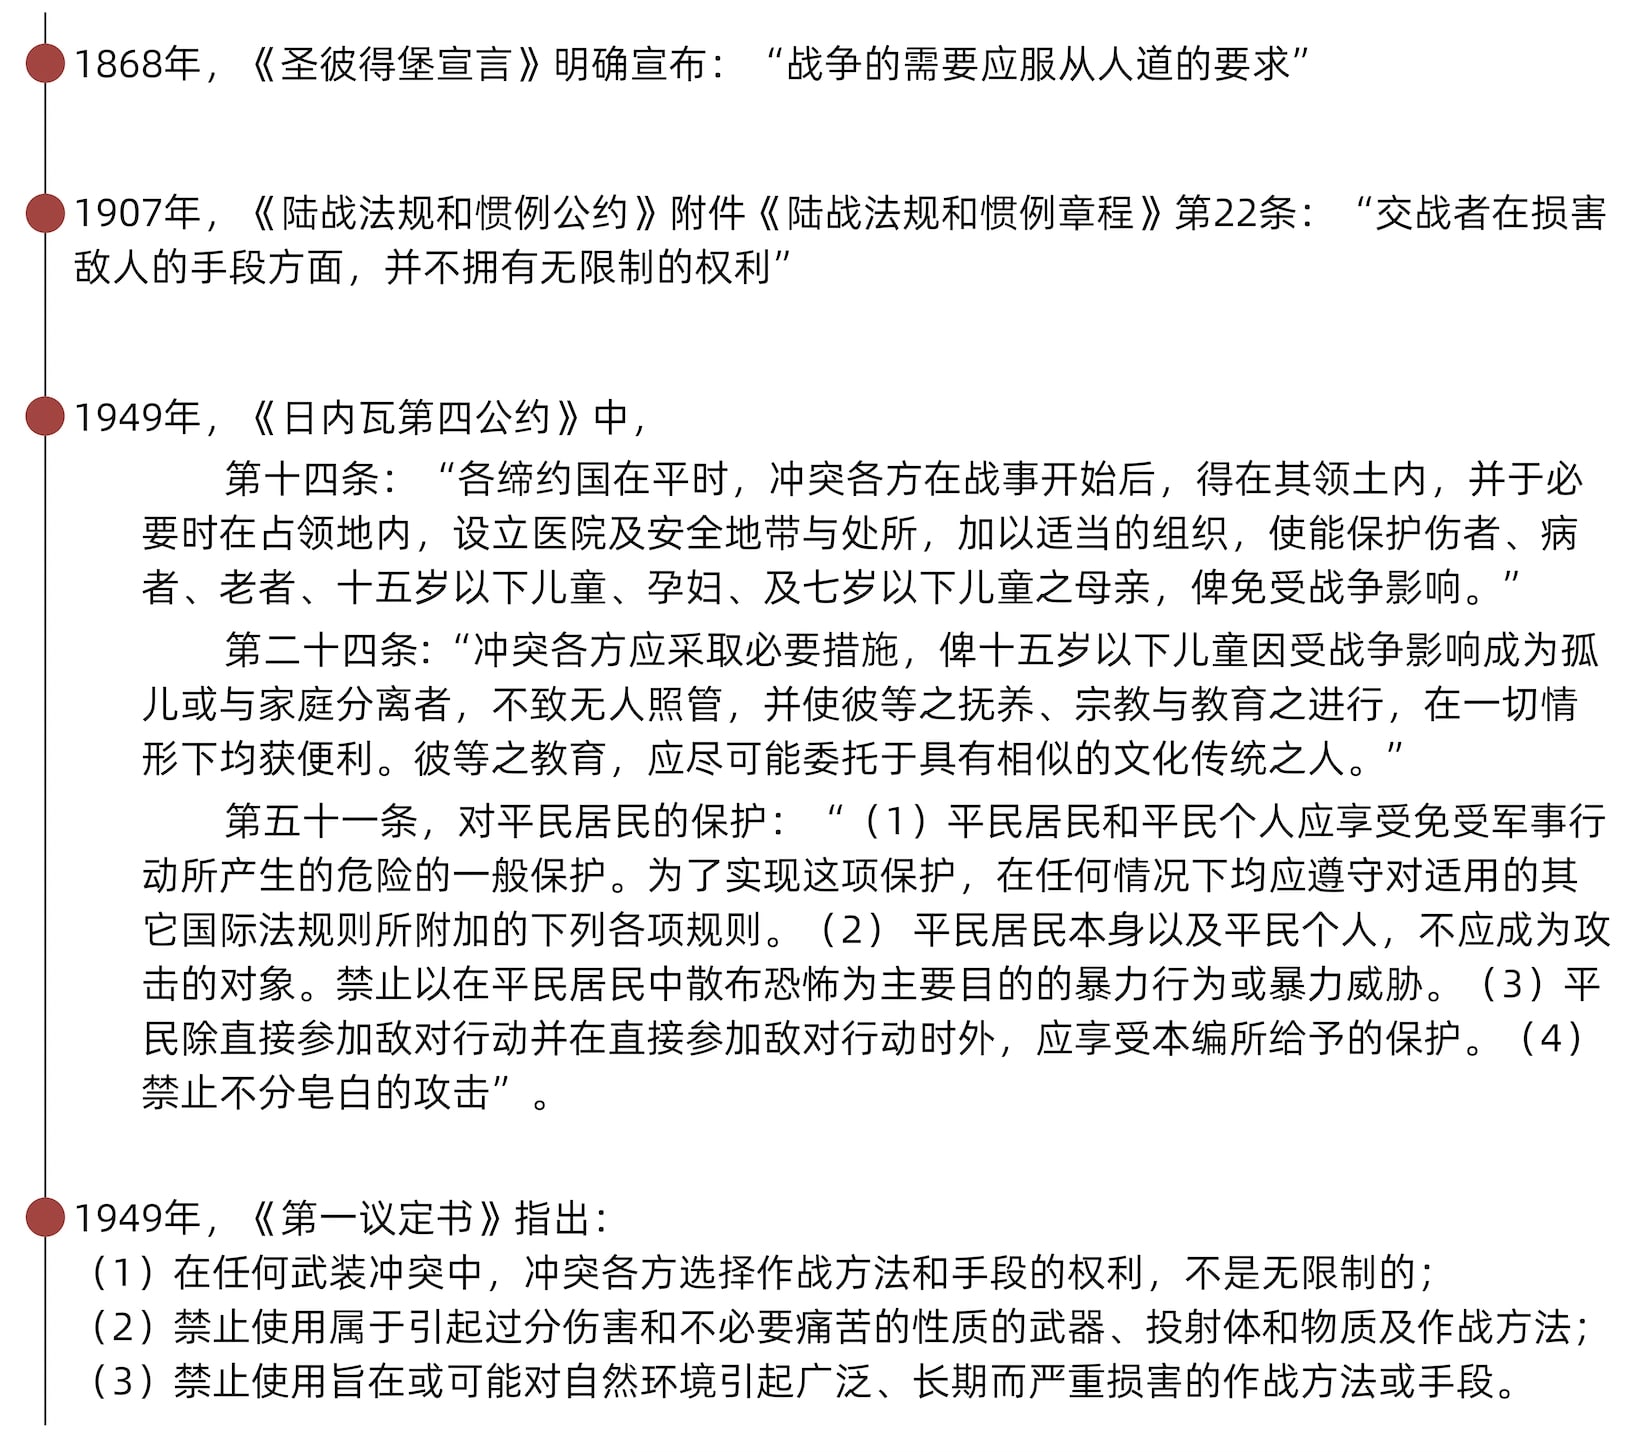 1868年，《圣彼得堡宣言》明确宣布：“战争的需要应服从人道的要求”
1907年，《陆战法规和惯例公约》附件《陆战法规和惯例章程》第22条：“交战者在损害
敌人的手段方面，并不拥有无限制的权利”
1949年，《日内瓦第四公约》中，
第十四条：“各缔约国在平时，冲突各方在战事开始后，得在其领土内，并于必
要时在占领地内，设立医院及安全地带与处所，加以适当的组织，使能保护伤者、病
者、老者、十五岁以下儿童、孕妇、及七岁以下儿童之母亲，俾免受战争影响。”
第二十四条：“冲突各方应采取必要措施，俾十五岁以下儿童因受战争影响成为孤
儿或与家庭分离者，不致无人照管，并使彼等之抚养、宗教与教育之进行，在一切情
形下均获便利。彼等之教育，应尽可能委托于具有相似的文化传统之人。”
第五十一条，对平民居民的保护：“（1）平民居民和平民个人应享受免受军事行
动所产生的危险的一般保护。为了实现这项保护，在任何情况下均应遵守对适用的其
它国际法规则所附加的下列各项规则。（2） 平民居民本身以及平民个人，不应成为攻
击的对象。禁止以在平民居民中散布恐怖为主要目的的暴力行为或暴力威胁。（3）平
民除直接参加敌对行动并在直接参加敌对行动时外，应享受本编所给予的保护。（4）
禁止不分皂白的攻击” 。
1949年，《第一议定书》指出：
（1）在任何武装冲突中，冲突各方选择作战方法和手段的权利，不是无限制的；
（2）禁止使用属于引起过分伤害和不必要痛苦的性质的武器、投射体和物质及作战方法；
（3）禁止使用旨在或可能对自然环境引起广泛、长期而严重损害的作战方法或手段。